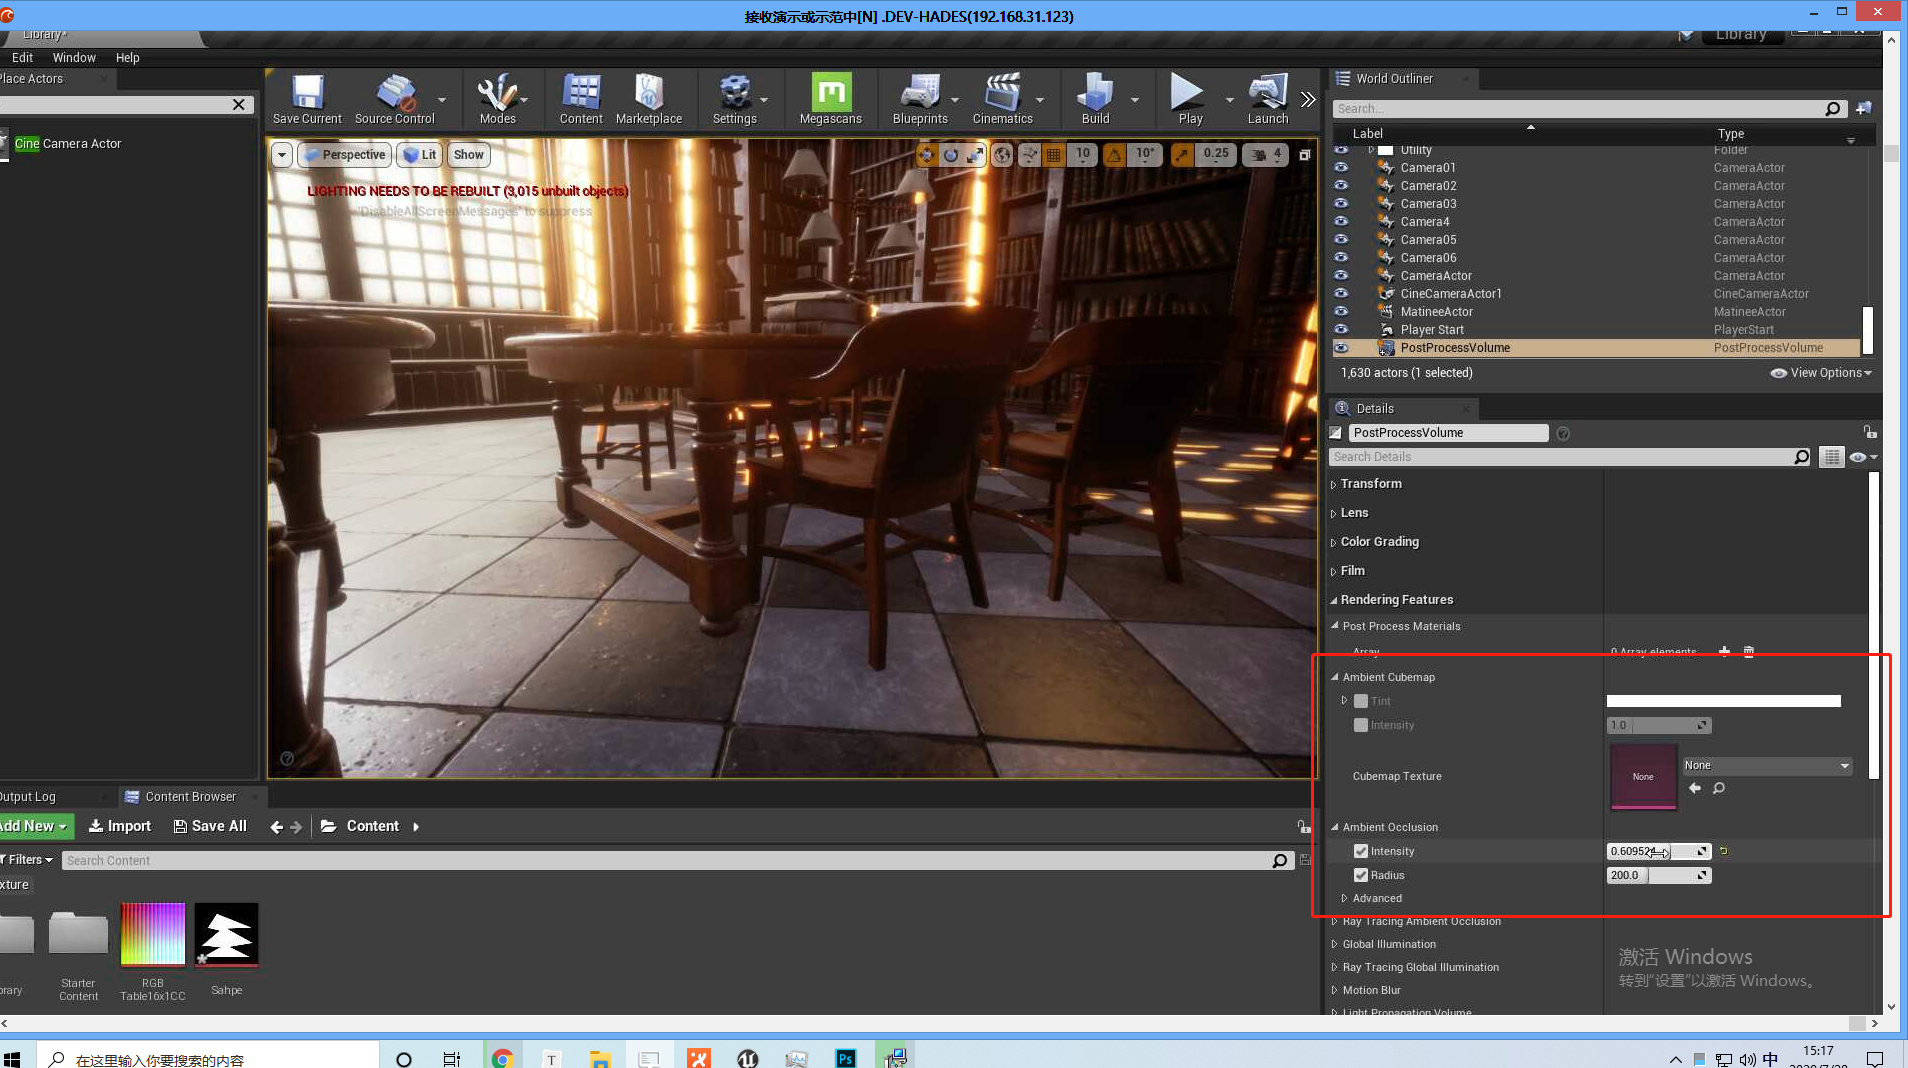 接收演示或示范中[N] .DEV-HADES(192.168.31.123)
Library*
Library
Edit Window Help
Place Actors
Cine Camera Actor
Save Current
Source Control
Modes
Content
Marketplace
Settings
Megascans
Blueprints
Cinematics
Build
Play
Launch
Perspective
Lit
Show
10
10°
0.25
4
LIGHTING NEEDS TO BE REBUILT (3,015 unbuilt objects)
'DisableAllScreenMessages' to suppress
World Outliner
Search...
Label Type
Utility Folder
Camera01 CameraActor
Camera02 CameraActor
Camera03 CameraActor
Camera4 CameraActor
Camera05 CameraActor
Camera06 CameraActor
CameraActor CameraActor
CineCameraActor1 CineCameraActor
MatineeActor MatineeActor
Player Start PlayerStart
PostProcessVolume PostProcessVolume
1,630 actors (1 selected)
View Options
Details
PostProcessVolume
Search Details
Transform
Lens
Color Grading
Film
Rendering Features
Post Process Materials
Array 0 Array elements
Ambient Cubemap
Tint
Intensity 1.0
Cubemap Texture None None
Ambient Occlusion
Intensity
Radius 200.0
Advanced
Ray Tracing Ambient Occlusion
Global Illumination
Ray Tracing Global Illumination
Motion Blur
Light Propagation Volume
激活 Windows
转到"设置"以激活 Windows。
Output Log
Content Browser
Add New
Import
Save All
Content
Filters
Search Content
xture
brary
Starter
Content
RGB
Table16x1CC
Sahpe
在这里输入你要搜索的内容
T
Ps
中
15:17